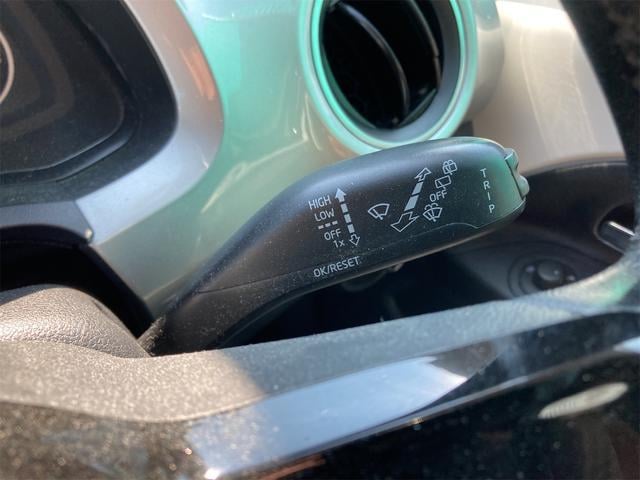 HIGH
LOW
OFF
1x
OFF
TRIP
OK/RESET